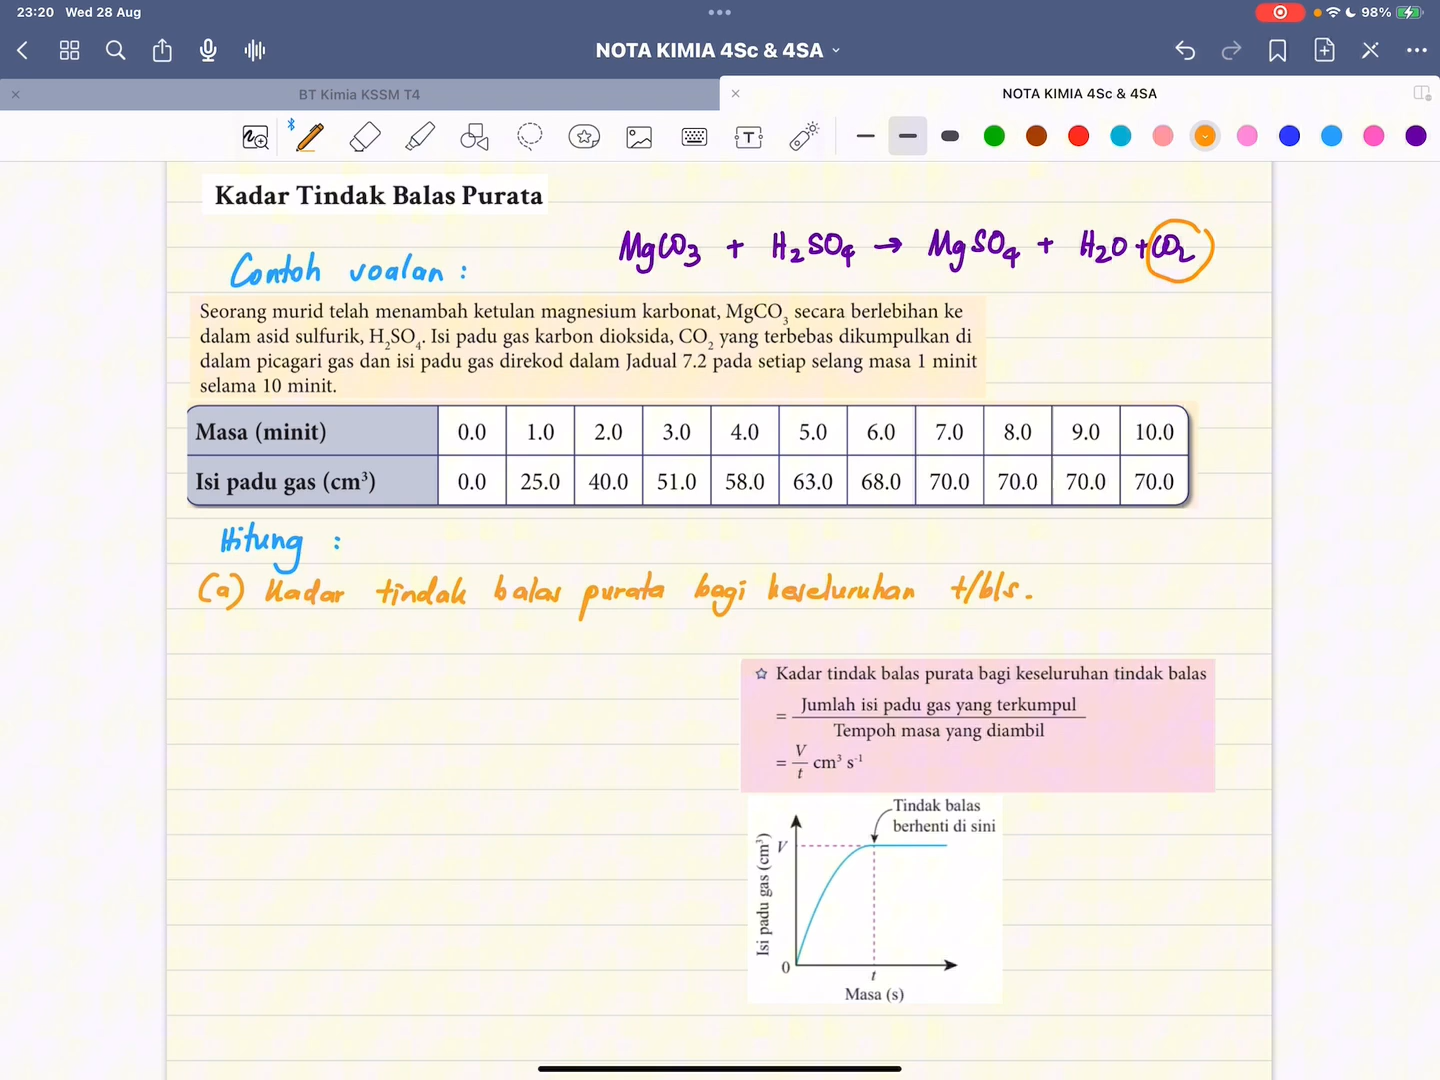 23:20 Wed 28 Aug
98%
NOTA KIMIA 4Sc & 4SA
BT Kimia KSSM T4
NOTA KIMIA 4Sc & 4SA
Kadar Tindak Balas Purata
MgCO3 + H2SO4 → MgSO4 + H2O + CO2
Contoh soalan :
Seorang murid telah menambah ketulan magnesium karbonat, MgCO₃ secara berlebihan ke
dalam asid sulfurik, H₂SO₄. Isi padu gas karbon dioksida, CO₂ yang terbebas dikumpulkan di
dalam picagari gas dan isi padu gas direkod dalam Jadual 7.2 pada setiap selang masa 1 minit
selama 10 minit.
Masa (minit) 0.0 1.0 2.0 3.0 4.0 5.0 6.0 7.0 8.0 9.0 10.0
Isi padu gas (cm³) 0.0 25.0 40.0 51.0 58.0 63.0 68.0 70.0 70.0 70.0 70.0
Hitung :
(a) Kadar tindak balas purata bagi keseluruhan t/bls.
☆ Kadar tindak balas purata bagi keseluruhan tindak balas
= Jumlah isi padu gas yang terkumpul
Tempoh masa yang diambil
= V/t cm³ s⁻¹
Tindak balas
berhenti di sini
V
Isi padu gas (cm³)
0
t
Masa (s)